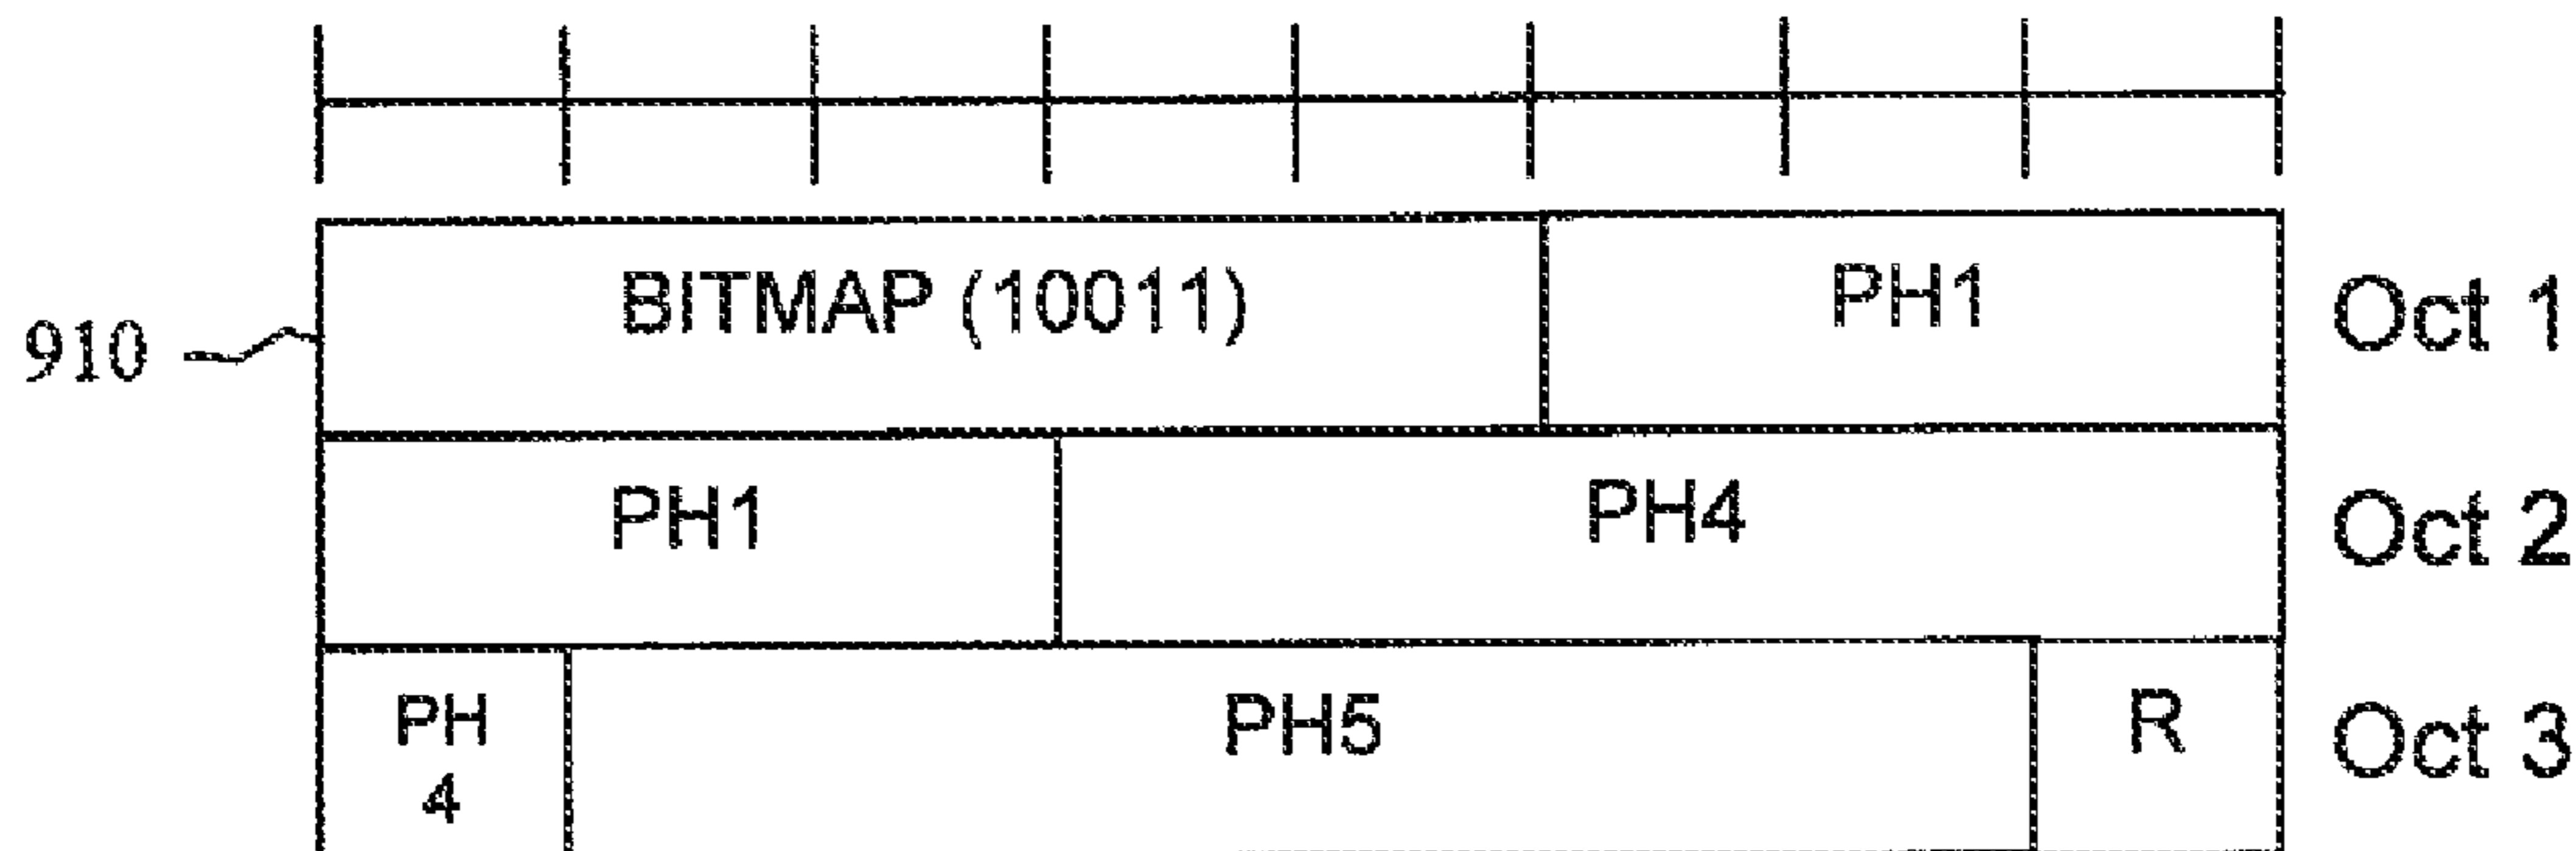 910
BITMAP (10011) PH1 Oct 1
PH1 PH4 Oct 2
PH
4
PH5 R Oct 3